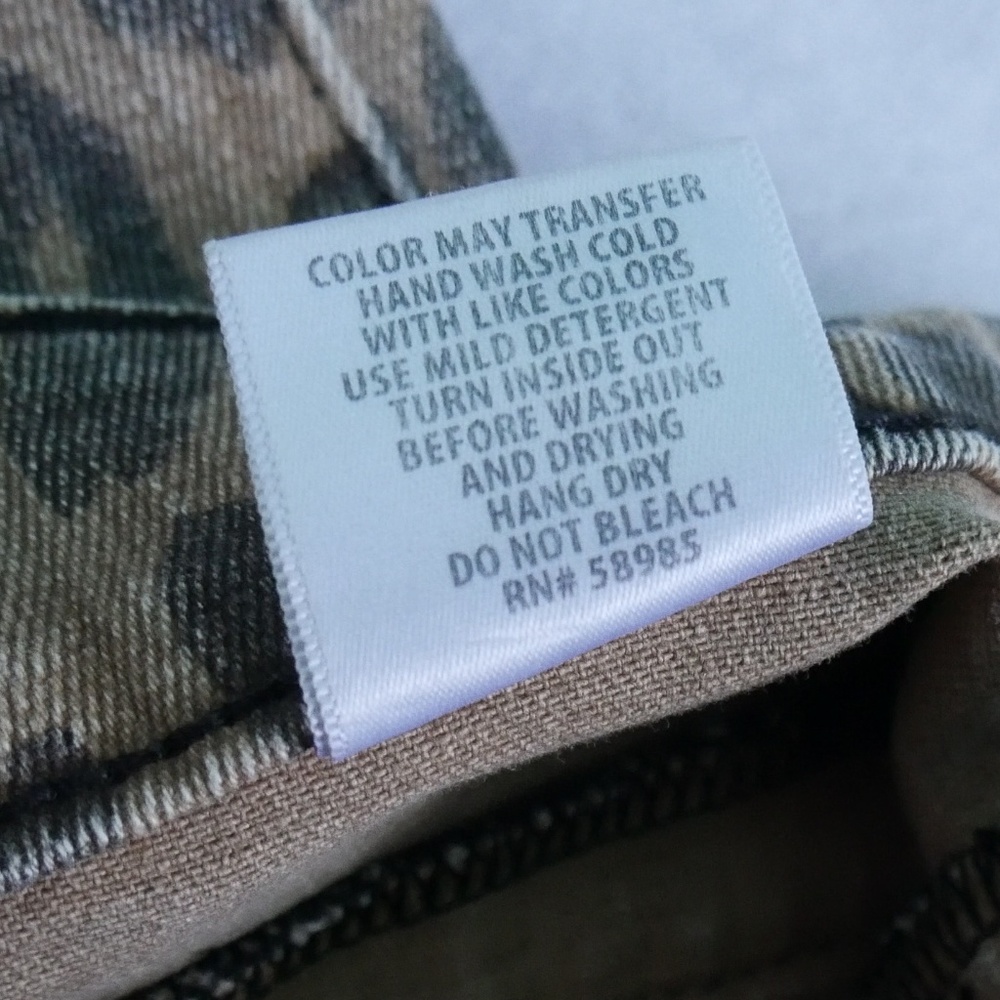 COLOR MAY TRANSFER
HAND WASH COLD
WITH LIKE COLORS
USE MILD DETERGENT
TURN INSIDE OUT
BEFORE WASHING
AND DRYING
HANG DRY
DO NOT BLEACH
RN# 58985